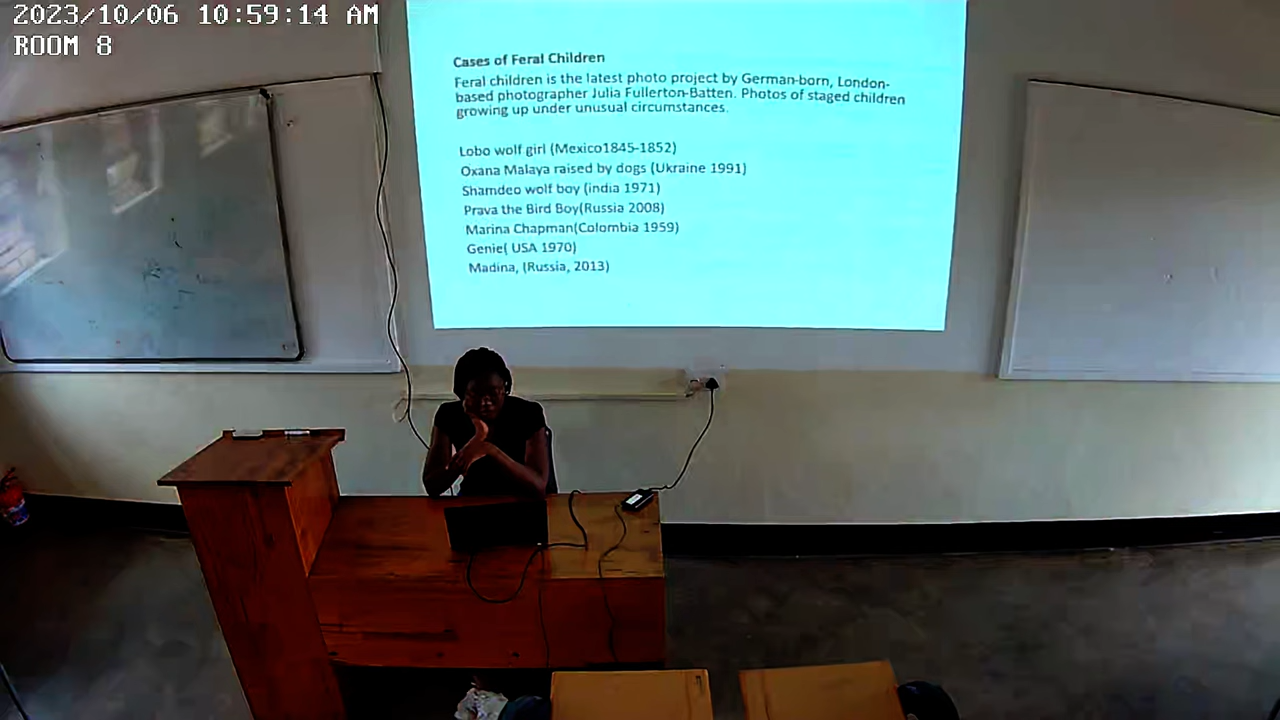 2023/10/06 10:59:14 AM
ROOM 8
Cases of Feral Children
Feral children is the latest photo project by German-born, London-
based photographer Julia Fullerton-Batten. Photos of staged children
growing up under unusual circumstances.
Lobo wolf girl (Mexico1845-1852)
Oxana Malaya raised by dogs (Ukraine 1991)
Shamdeo wolf boy (india 1971)
Prava the Bird Boy(Russia 2008)
Marina Chapman(Colombia 1959)
Genie( USA 1970)
Madina, (Russia, 2013)